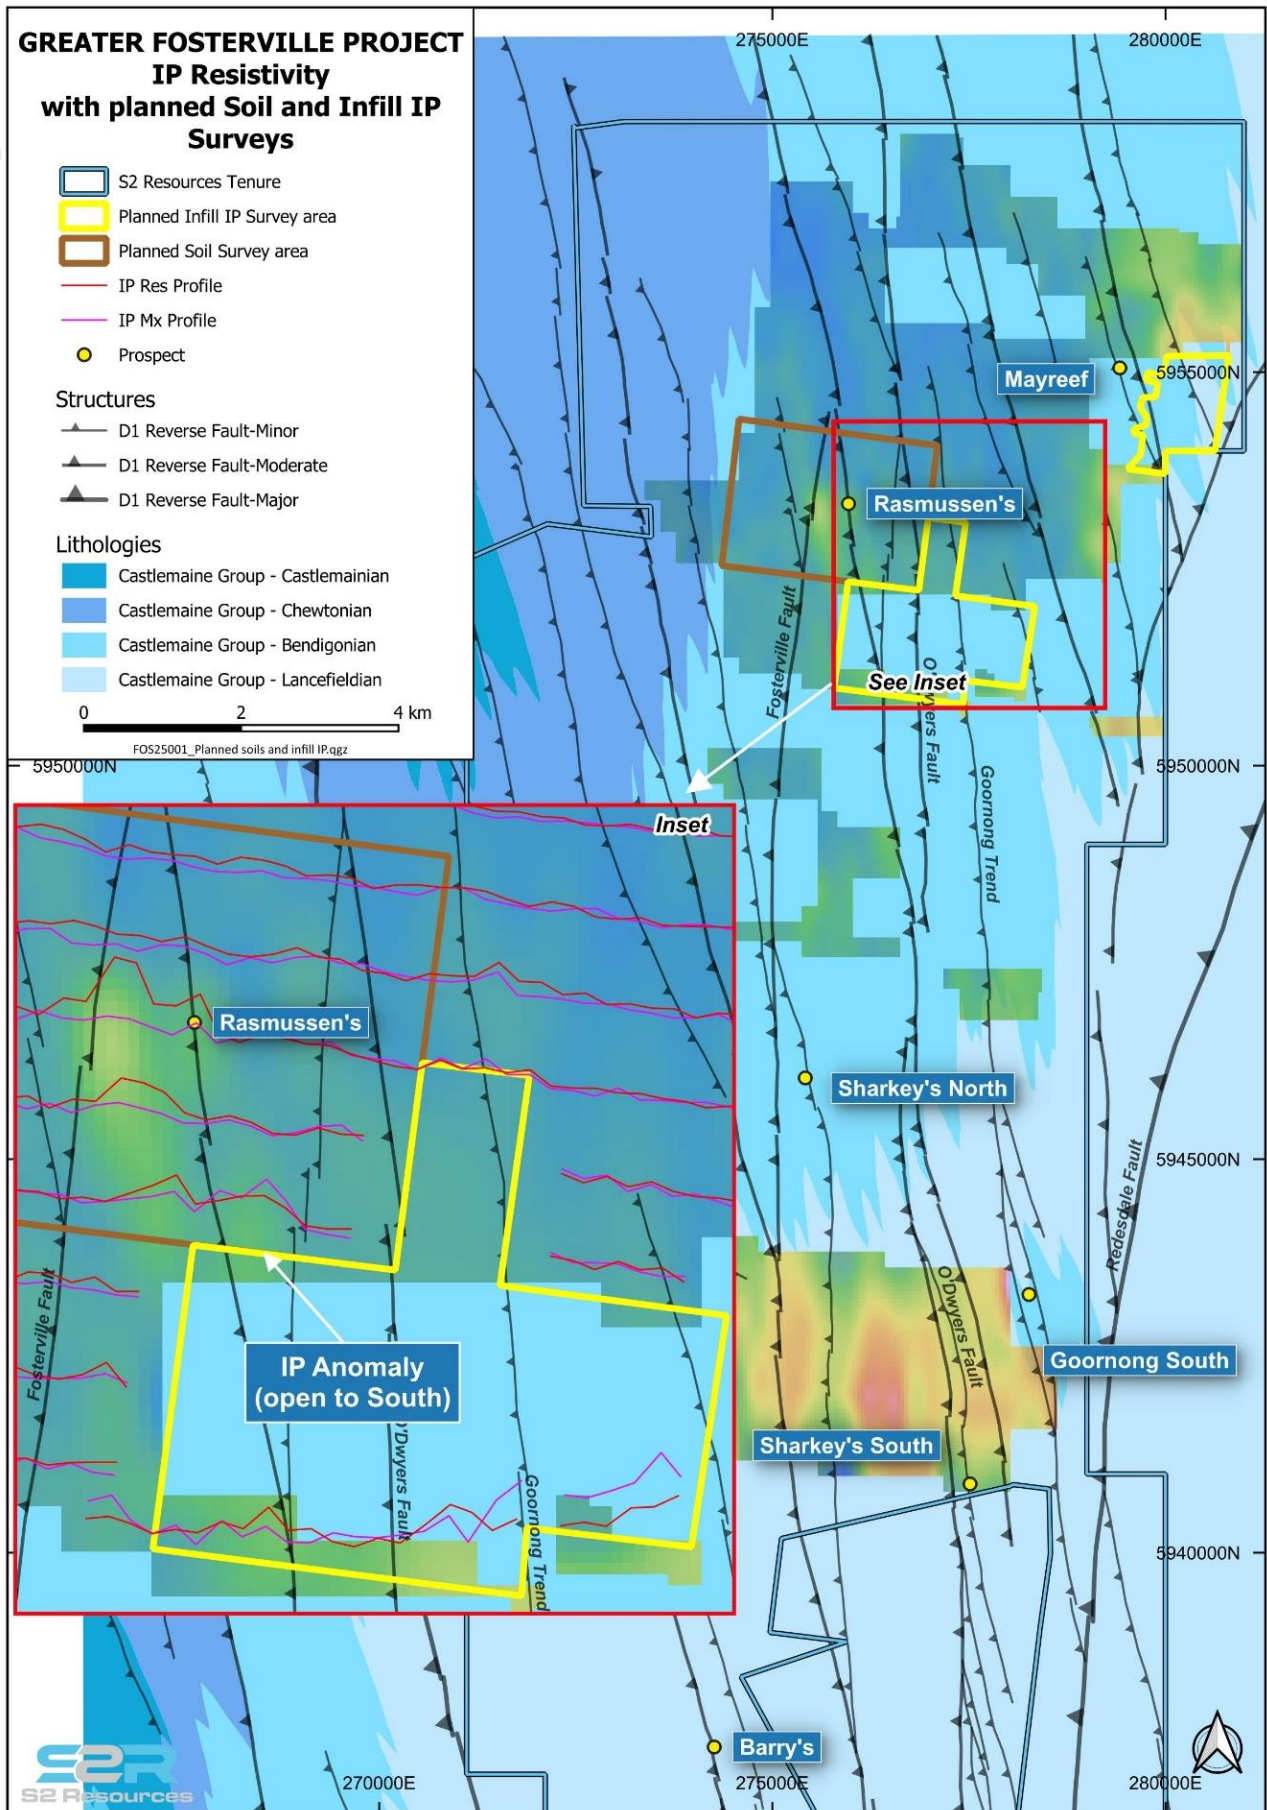 GREATER FOSTERVILLE PROJECT
IP Resistivity
with planned Soil and Infill IP
Surveys
S2 Resources Tenure
Planned Infill IP Survey area
Planned Soil Survey area
IP Res Profile
IP Mx Profile
Prospect
Structures
D1 Reverse Fault-Minor
D1 Reverse Fault-Moderate
D1 Reverse Fault-Major
Lithologies
Castlemaine Group - Castlemainian
Castlemaine Group - Chewtonian
Castlemaine Group - Bendigonian
Castlemaine Group - Lancefieldian
0 2 4 km
FOS25001_Planned soils and infill IP.qgz
275000E
280000E
Mayreef
5955000N
Rasmussen's
Fosterville Fault
See Inset
O'Dwyers Fault
Goornong Trend
5950000N
5950000N
Inset
Rasmussen's
Sharkey's North
5945000N
Redesdale Fault
O'Dwyers Fault
Goornong South
Sharkey's South
IP Anomaly
(open to South)
Fosterville Fault
O'Dwyers Fault
Goornong Trend
5940000N
Barry's
S2R
S2 Resources
270000E
275000E
280000E